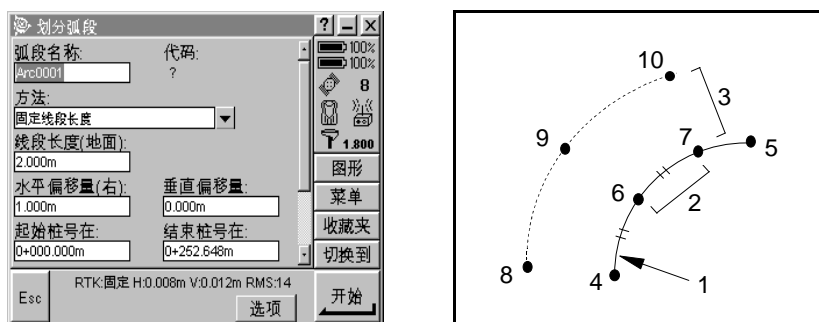 划分弧段
? – ×
弧段名称: 代码:
Arc0001 ?
方法:
固定线段长度
线段长度(地面):
2.000m
水平偏移量(右): 垂直偏移量:
1.000m 0.000m
起始桩号在: 结束桩号在:
0+000.000m 0+252.648m
100%
100%
8
1.800
图形
菜单
收藏夹
切换到
Esc
RTK:固定 H:0.008m V:0.012m RMS:14
选项
开始
10
3
9
7
5
6
2
8
4
1